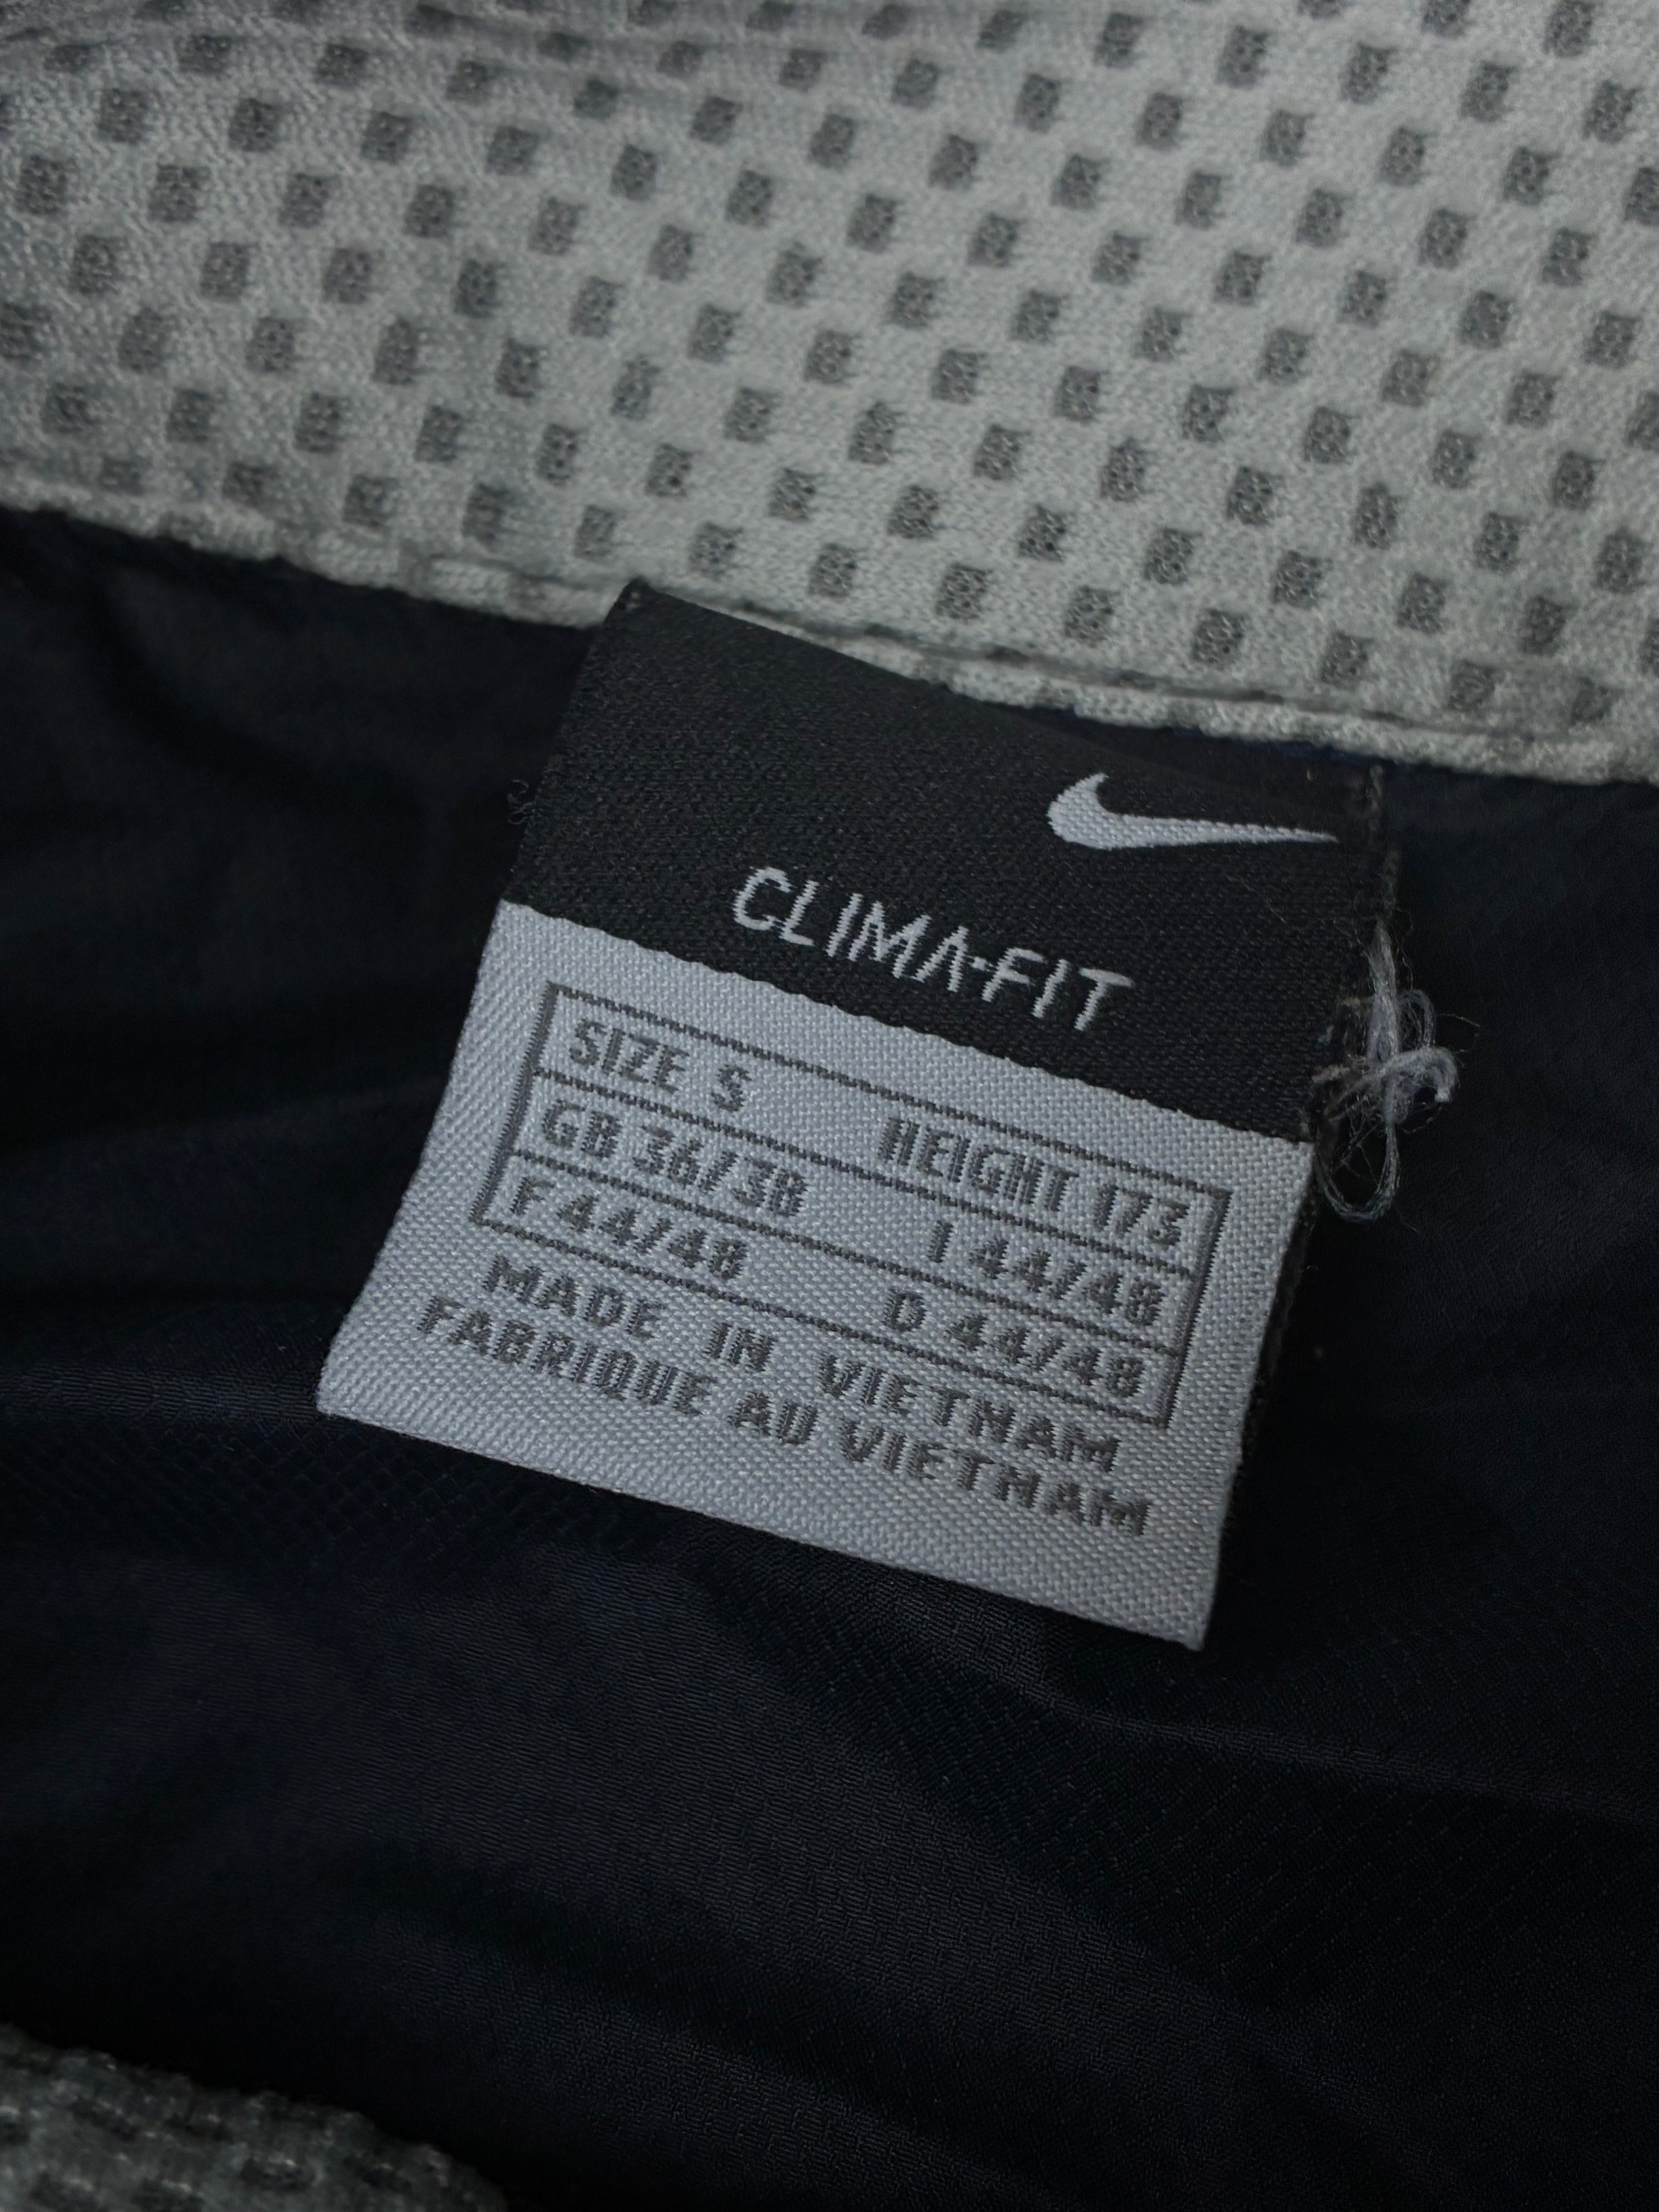 CLIMA-FIT
SIZE S HEIGHT 173
GB 36/38 I 44/48
F 44/48 D 44/48
MADE IN VIETNAM
FABRIQUE AU VIETNAM